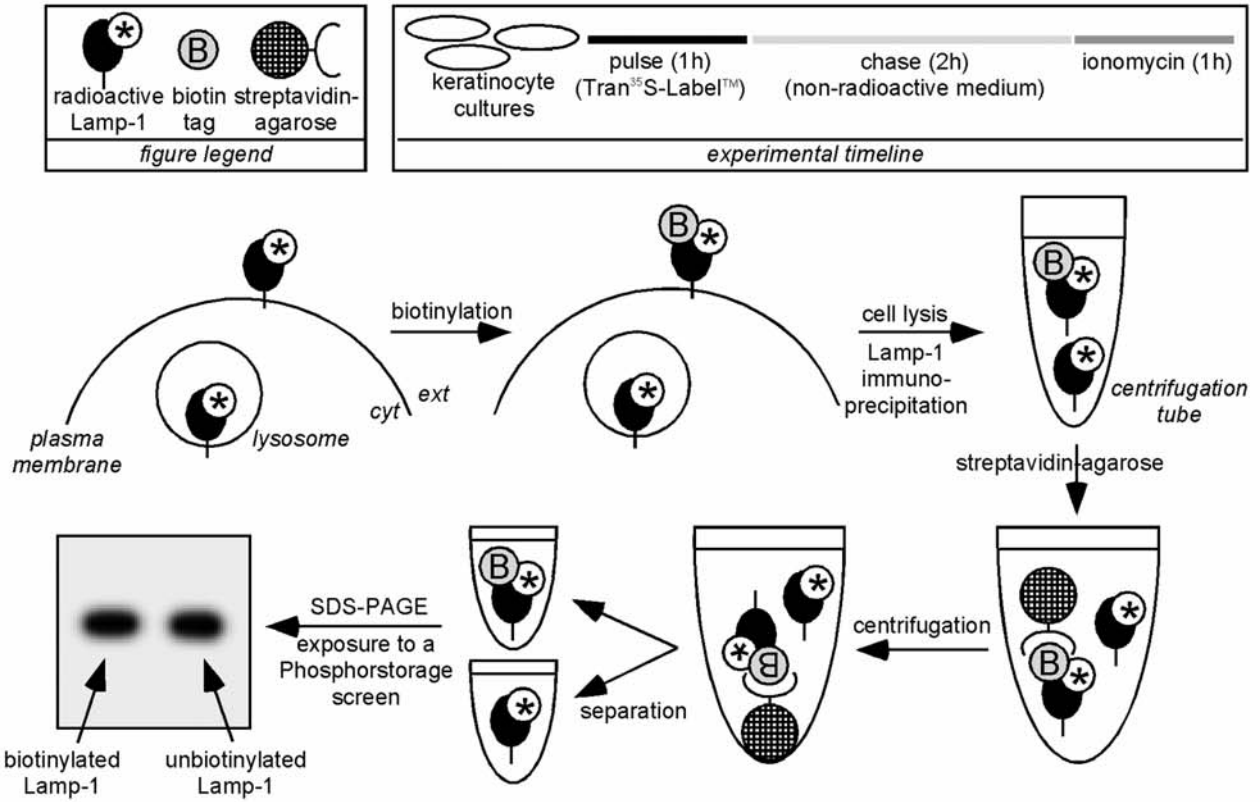 *
B
radioactive Lamp-1
biotin tag
streptavidin-agarose
figure legend
keratinocyte cultures
pulse (1h)
(Tran35S-Label™)
chase (2h)
(non-radioactive medium)
ionomycin (1h)
experimental timeline
*
*
plasma
membrane
lysosome
cyt
ext
biotinylation
B
*
*
cell lysis
Lamp-1
immuno-
precipitation
B
*
*
centrifugation
tube
streptavidin-agarose
B
*
*
centrifugation
*
*
B
separation
B
*
*
SDS-PAGE
exposure to a
Phosphorstorage
screen
biotinylated
Lamp-1
unbiotinylated
Lamp-1